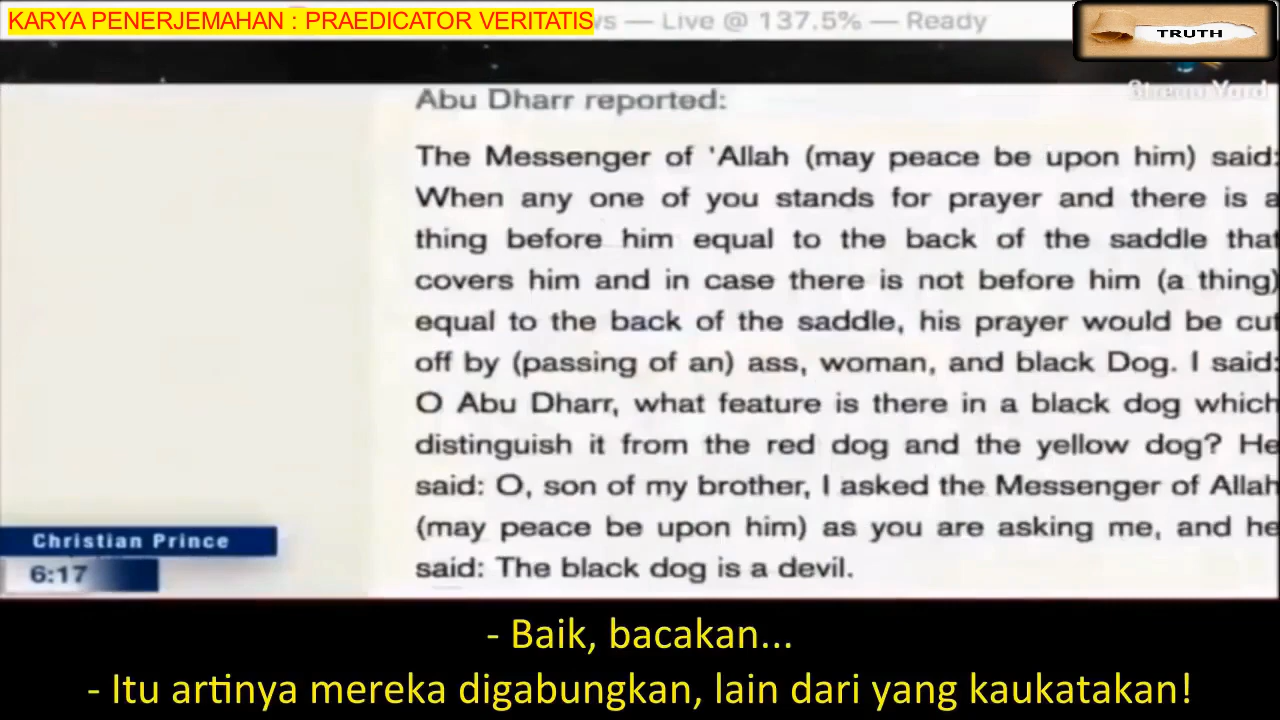 KARYA PENERJEMAHAN : PRAEDICATOR VERITATIS
— Live @ 137.5% — Ready
TRUTH
Abu Dharr reported:
The Messenger of 'Allah (may peace be upon him) said:
When any one of you stands for prayer and there is a
thing before him equal to the back of the saddle that
covers him and in case there is not before him (a thing)
equal to the back of the saddle, his prayer would be cut
off by (passing of an) ass, woman, and black Dog. I said:
O Abu Dharr, what feature is there in a black dog which
distinguish it from the red dog and the yellow dog? He
said: O, son of my brother, I asked the Messenger of Allah
(may peace be upon him) as you are asking me, and he
said: The black dog is a devil.
Christian Prince
6:17
- Baik, bacakan...
- Itu artinya mereka digabungkan, lain dari yang kaukatakan!